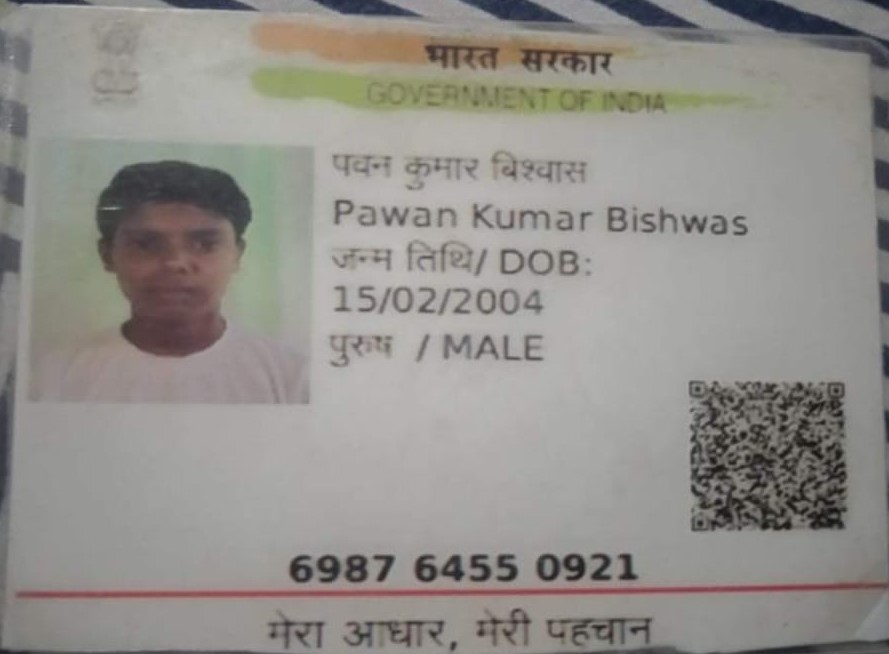 भारत सरकार
GOVERNMENT OF INDIA
पवन कुमार बिश्वास
Pawan Kumar Bishwas
जन्म तिथि/ DOB:
15/02/2004
पुरुष / MALE
6987 6455 0921
मेरा आधार, मेरी पहचान